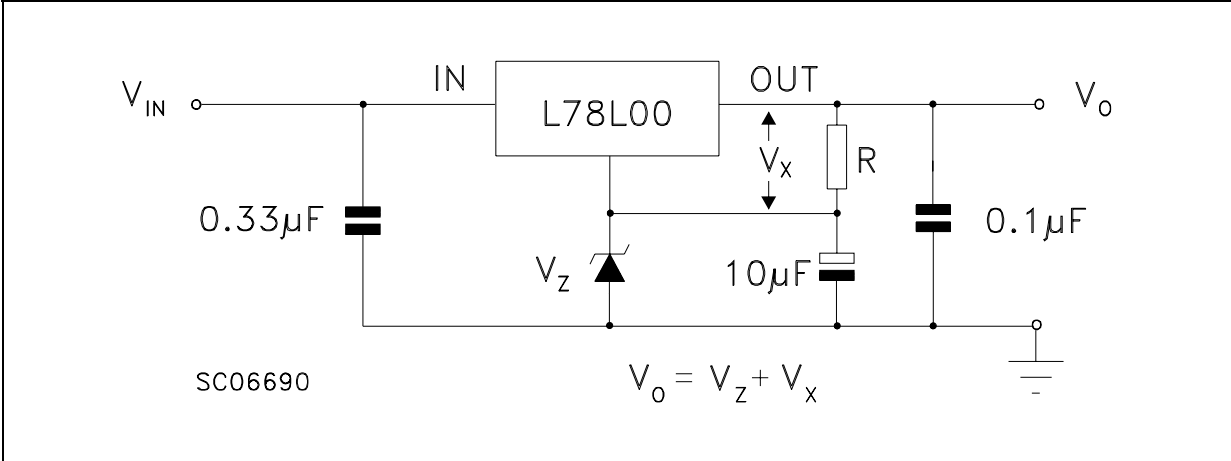 IN
OUT
V_IN
L78L00
V_O
V_X
R
0.33µF
0.1µF
V_Z
10µF
SC06690
V_O = V_Z + V_X